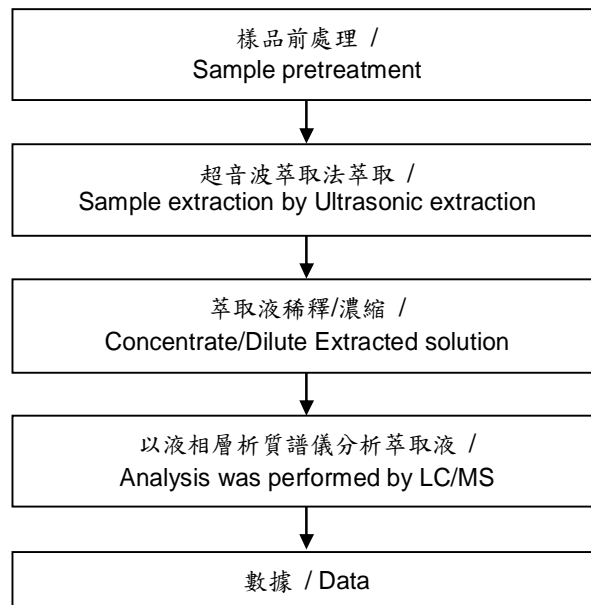 樣品前處理 /
Sample pretreatment
超音波萃取法萃取 /
Sample extraction by Ultrasonic extraction
萃取液稀釋/濃縮 /
Concentrate/Dilute Extracted solution
以液相層析質譜儀分析萃取液 /
Analysis was performed by LC/MS
數據 / Data